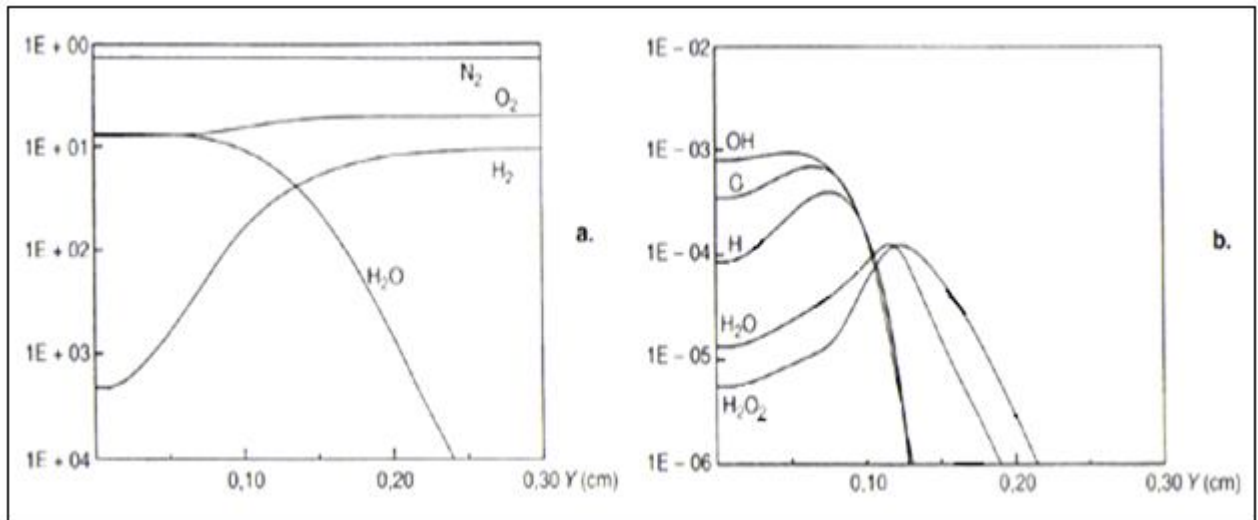 1E + 00
N₂
O₂
1E + 01
H₂
1E + 02
H₂O
1E + 03
1E + 04
0,10
0,20
0,30 Y (cm)
a.
1E – 02
1E – 03
OH
O
H
1E – 04
H₂O
1E – 05
H₂O₂
1E – 06
0,10
0,20
0,30 Y (cm)
b.